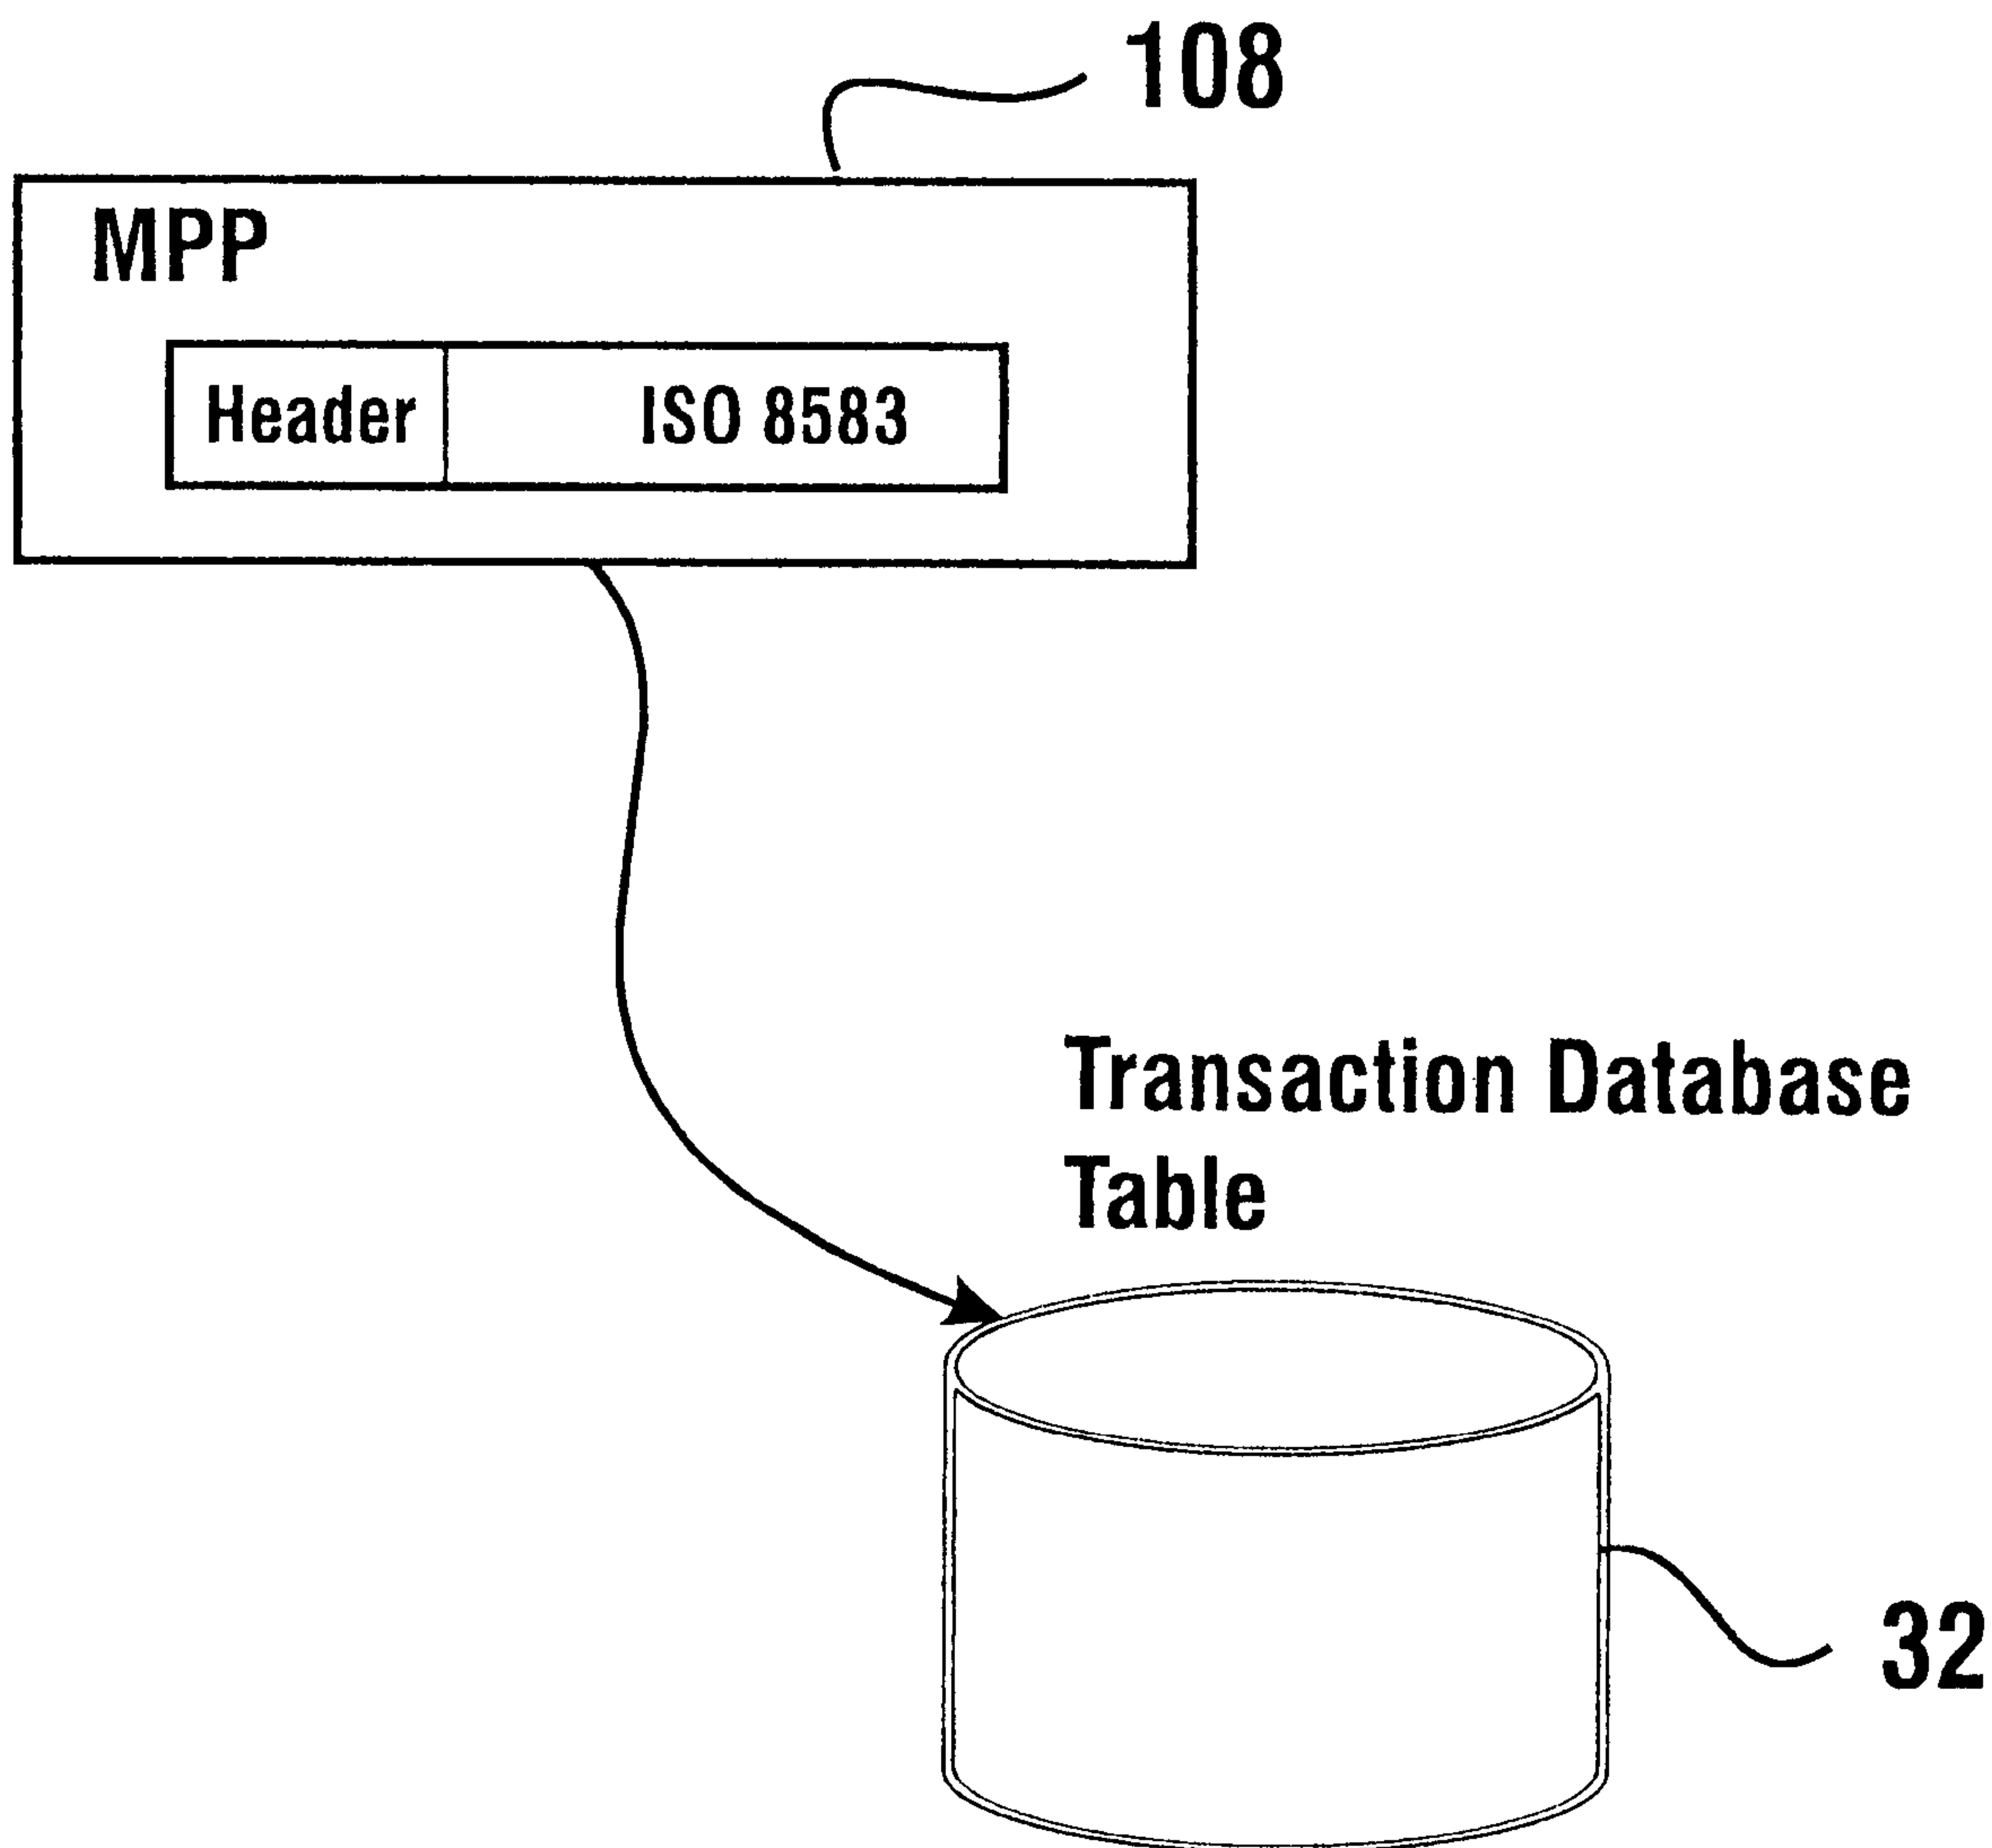 108
MPP
Header ISO 8583
Transaction Database
Table
32